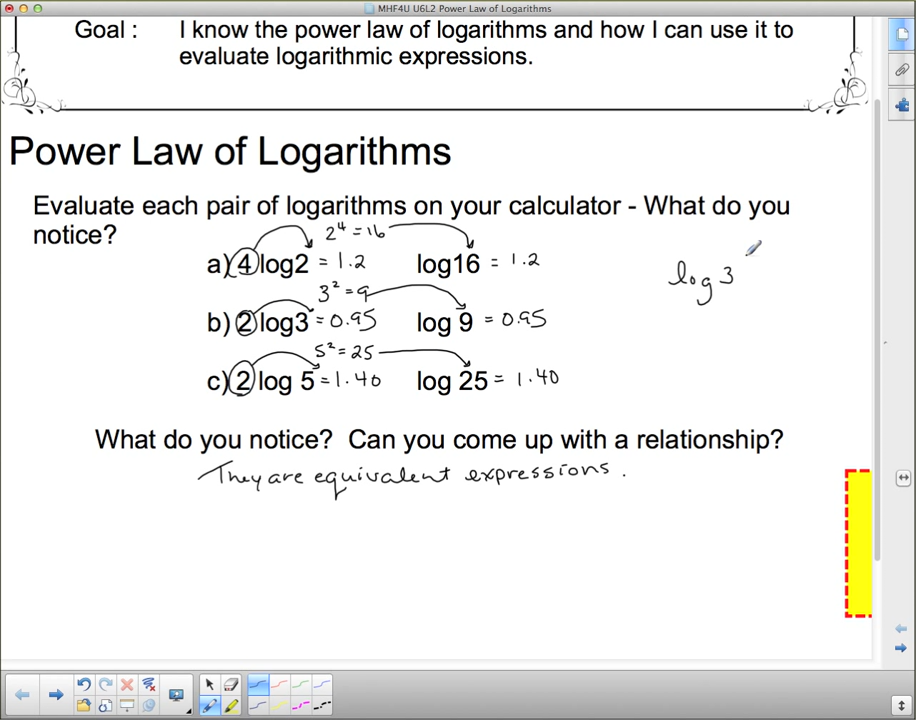 MHF4U U6L2 Power Law of Logarithms
Goal : I know the power law of logarithms and how I can use it to
evaluate logarithmic expressions.
Power Law of Logarithms
Evaluate each pair of logarithms on your calculator - What do you
notice?
2⁴ = 16
a) 4 log2 = 1.2 log16 = 1.2
log 3
3² = 9
b) 2 log3 = 0.95 log 9 = 0.95
5² = 25
c) 2 log 5 = 1.40 log 25 = 1.40
What do you notice? Can you come up with a relationship?
They are equivalent expressions.